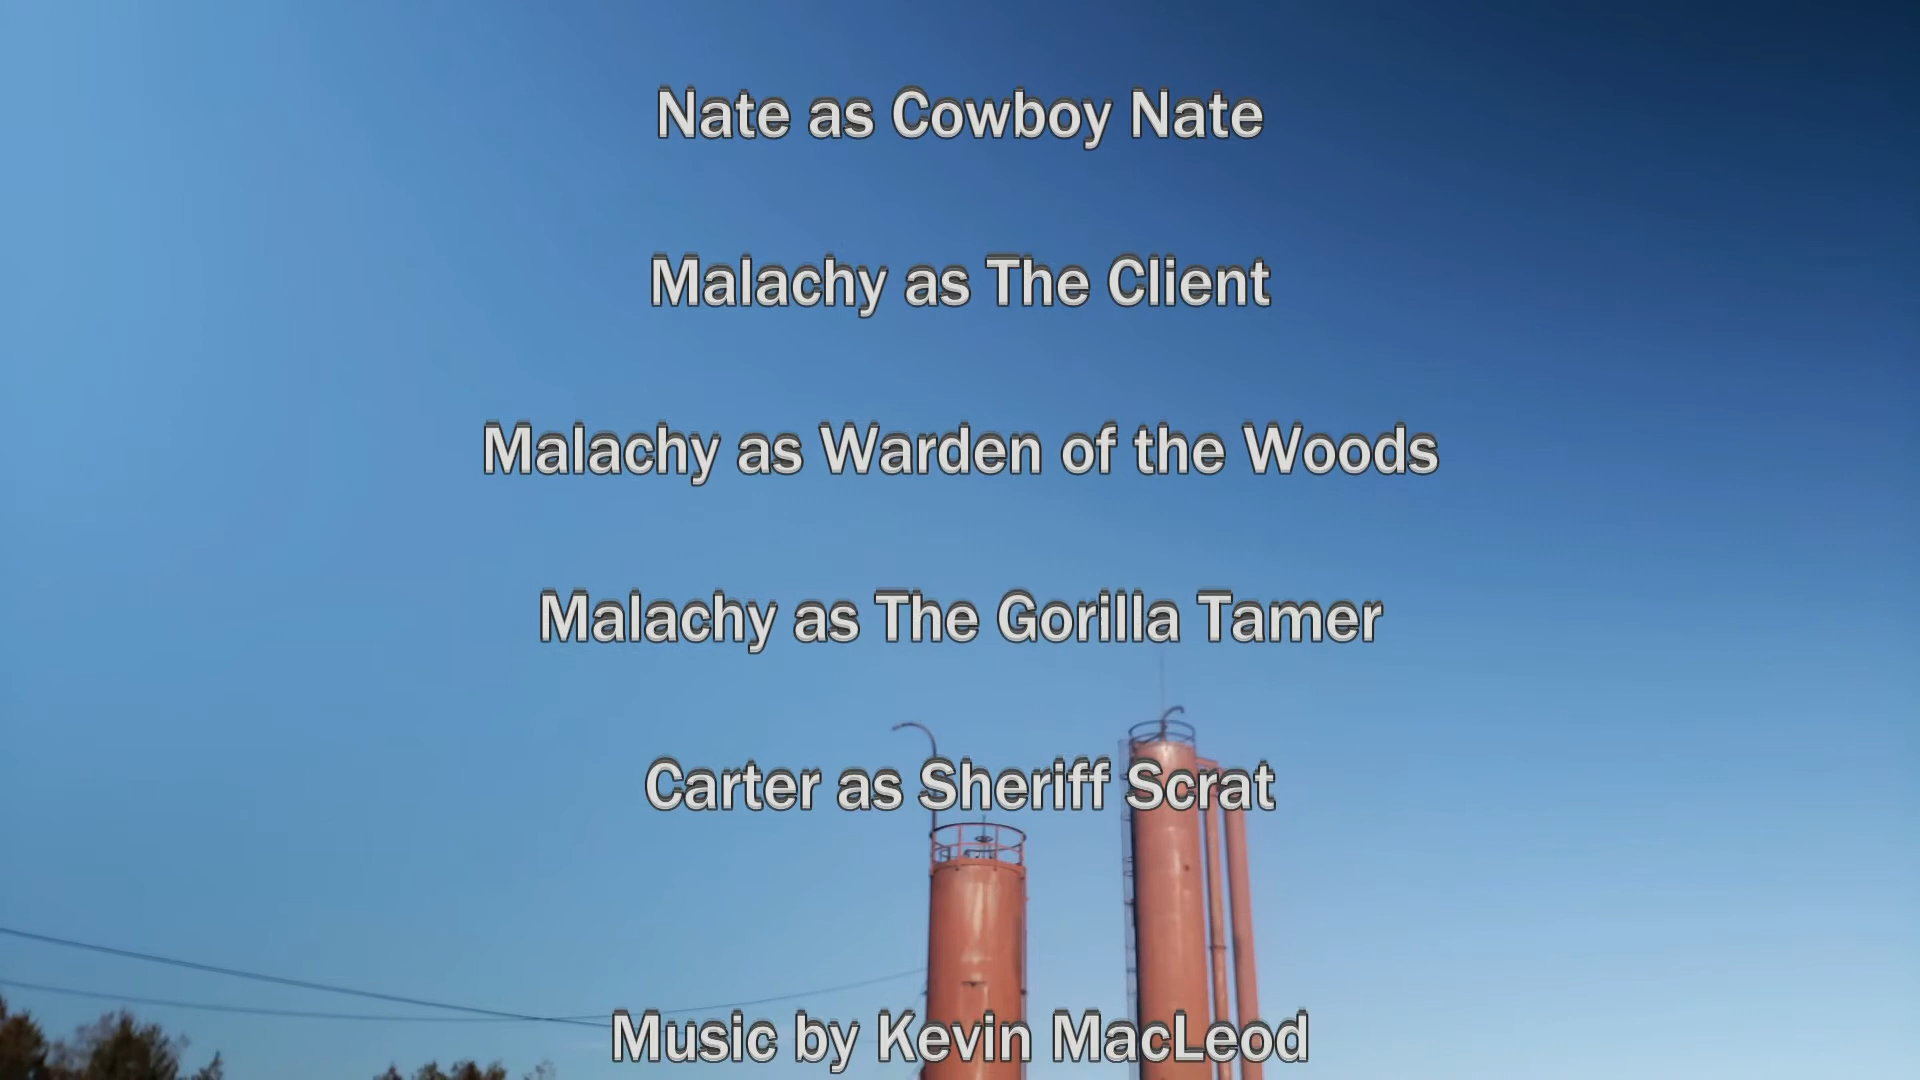 Nate as Cowboy Nate
Malachy as The Client
Malachy as Warden of the Woods
Malachy as The Gorilla Tamer
Carter as Sheriff Scrat
Music by Kevin MacLeod